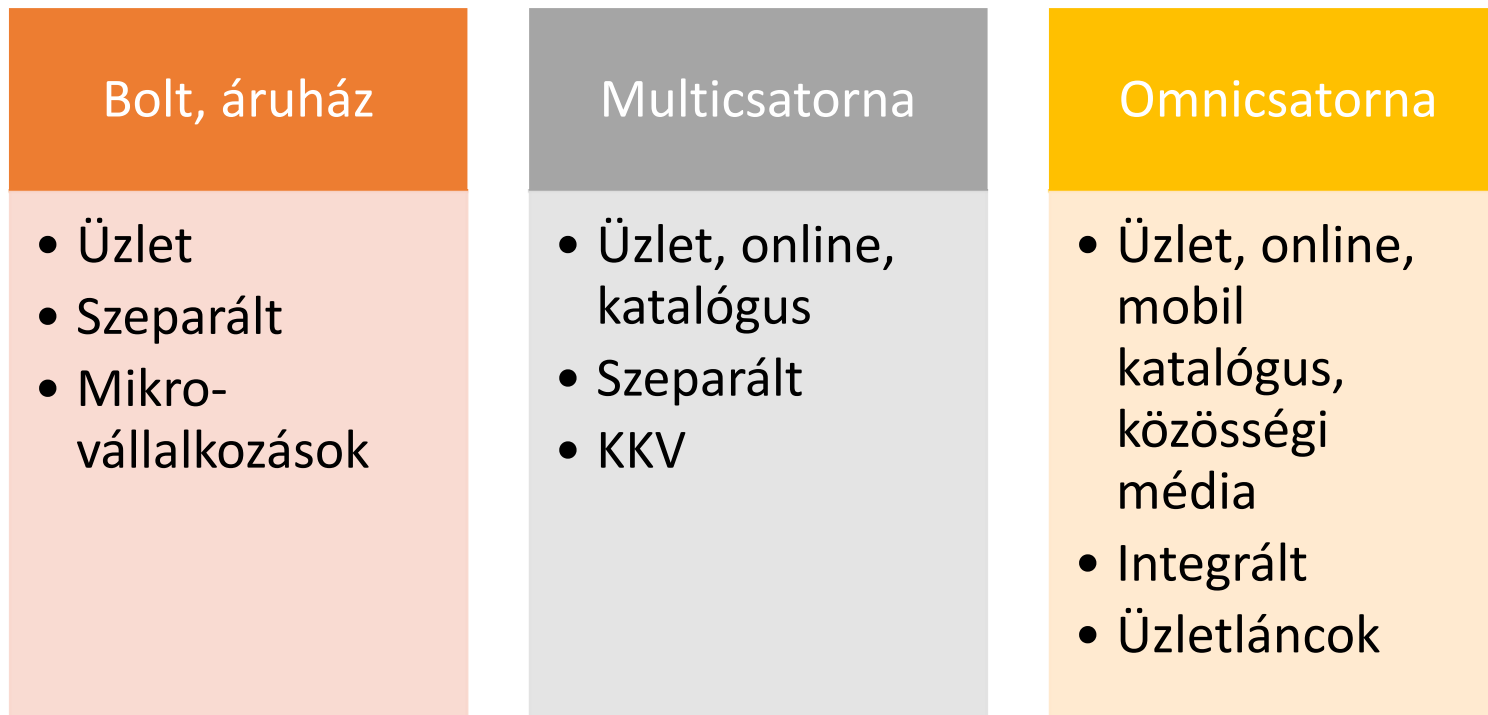 Bolt, áruház
• Üzlet
• Szeparált
• Mikro-
vállalkozások
Multicsatorna
• Üzlet, online,
katalógus
• Szeparált
• KKV
Omnicsatorna
• Üzlet, online,
mobil
katalógus,
közösségi
média
• Integrált
• Üzletláncok